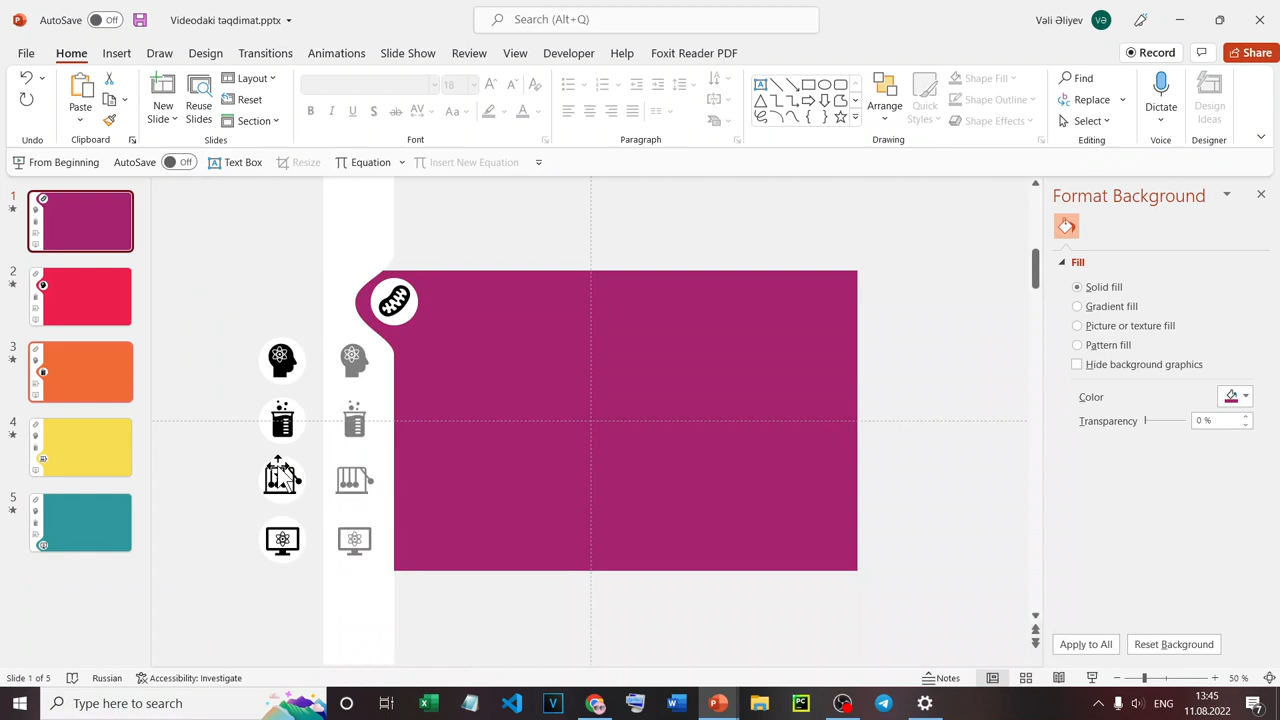 AutoSave Off Videodaki təqdimat.pptx Search (Alt+Q) Vəli Əliyev VƏ
File Home Insert Draw Design Transitions Animations Slide Show Review View Developer Help Foxit Reader PDF Record Share
Paste New Slide Reuse Slides Layout Reset Section 18 Arrange Quick Styles Shape Fill Shape Outline Shape Effects Find Replace Select Dictate Design Ideas
Undo Clipboard Slides Font Paragraph Drawing Editing Voice Designer
From Beginning AutoSave Off Text Box Resize Equation Insert New Equation
1
2
3
4
5
Format Background
Fill
Solid fill
Gradient fill
Picture or texture fill
Pattern fill
Hide background graphics
Color
Transparency 0 %
Apply to All Reset Background
Slide 1 of 5 Russian Accessibility: Investigate Notes 50 %
Type here to search ENG 13:45
11.08.2022 7